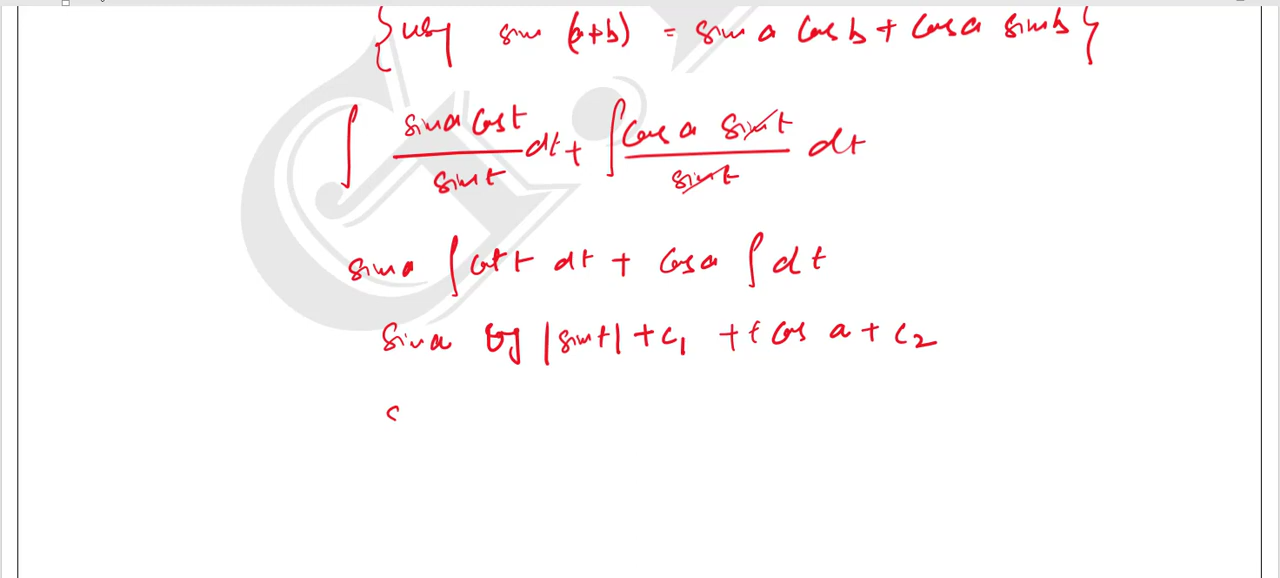 {using sin (a+b) = sin a cos b + cos a sin b}
∫ sin a cos t / sin t dt + ∫ cos a sin t / sin t dt
sin a ∫ cot t dt + cos a ∫ dt
sin a log |sin t| + c₁ + t cos a + c₂
s